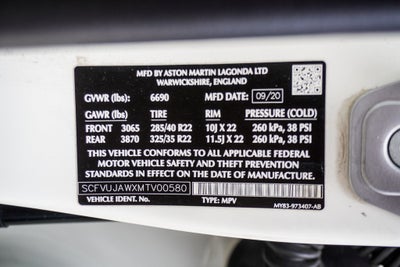 MFD BY ASTON MARTIN LAGONDA LTD
WARWICKSHIRE, ENGLAND
GVWR (lbs): 6690 MFD DATE: 09/20
GAWR (lbs): TIRE RIM PRESSURE (COLD)
FRONT 3065 285/40 R22 10J X 22 260 kPa, 38 PSI
REAR 3870 325/35 R22 11.5J X 22 260 kPa, 38 PSI
THIS VEHICLE CONFORMS TO ALL APPLICABLE FEDERAL
MOTOR VEHICLE SAFETY AND THEFT PREVENTION
STANDARDS IN EFFECT ON THE DATE OF MANUFACTURE.
SCFVUJAWXMTV00580
VEHICLE IDENT. No. TYPE: MPV MY83-973407-AB